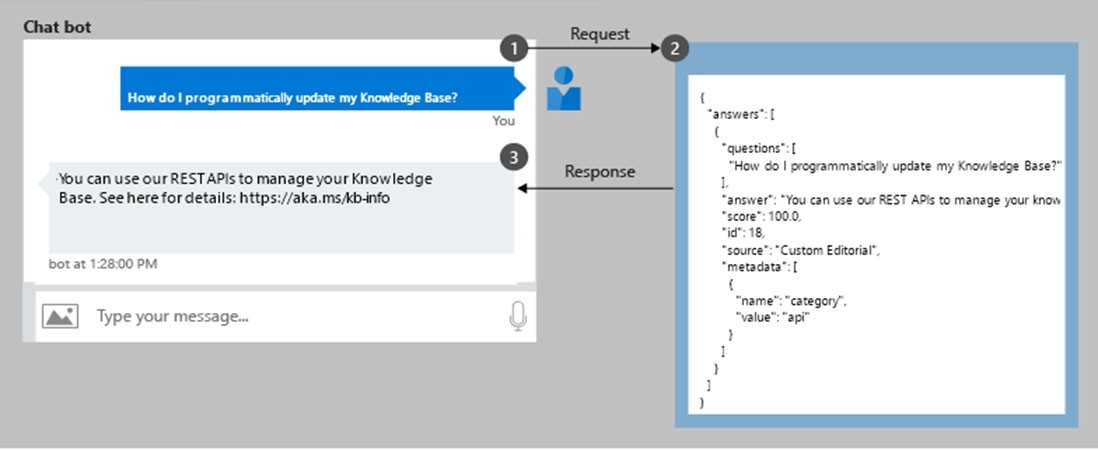 Chat bot
1
Request
2
How do I programmatically update my Knowledge Base?
You
3
Response
You can use our REST APIs to manage your Knowledge
Base. See here for details: https://aka.ms/kb-info
bot at 1:28:00 PM
Type your message...
{
"answers": [
{
"questions": [
"How do I programmatically update my Knowledge Base?"
],
"answer": "You can use our REST APIs to manage your know
"score": 100.0,
"id": 18,
"source": "Custom Editorial",
"metadata": [
{
"name": "category",
"value": "api"
}
]
}
]
}